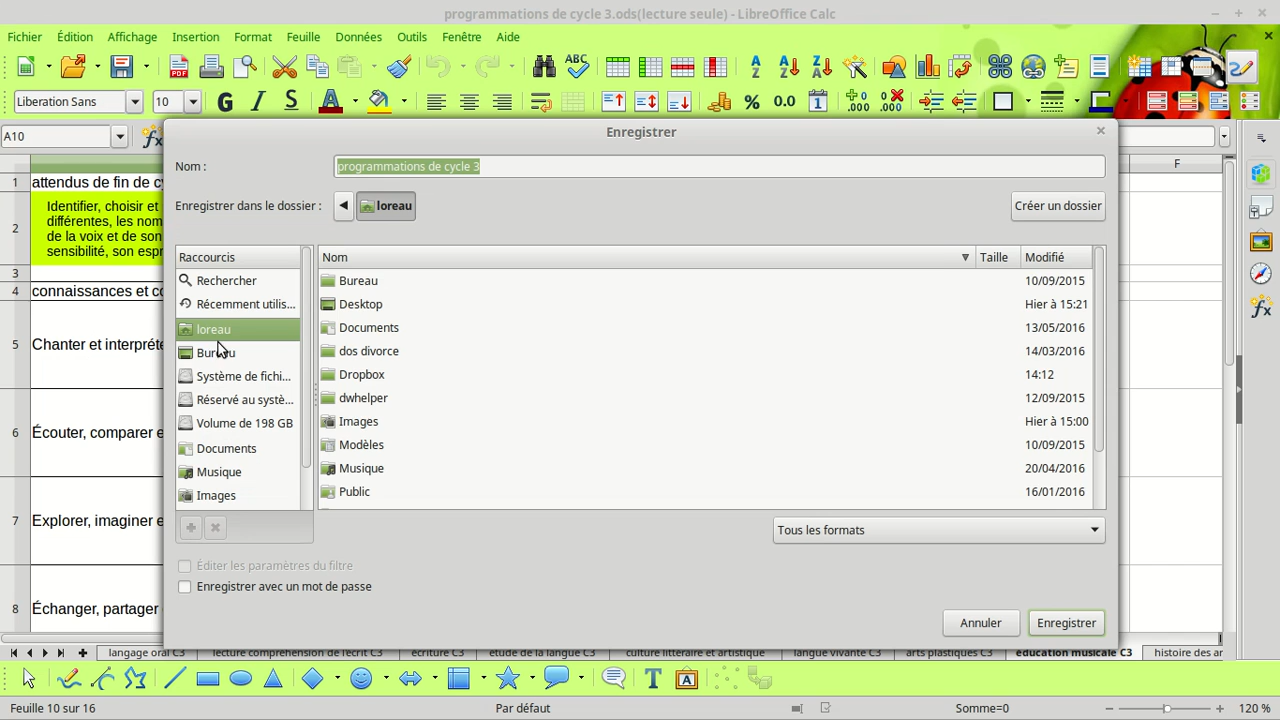 programmations de cycle 3.ods(lecture seule) - LibreOffice Calc
Fichier Édition Affichage Insertion Format Feuille Données Outils Fenêtre Aide
Liberation Sans 10
A10
F
Enregistrer
Nom : programmations de cycle 3
Enregistrer dans le dossier : loreau Créer un dossier
Raccourcis Nom Taille Modifié
Rechercher
Récemment utilis...
loreau
Bureau
Système de fichi...
Réservé au systè...
Volume de 198 GB
Documents
Musique
Images
Bureau 10/09/2015
Desktop Hier à 15:21
Documents 13/05/2016
dos divorce 14/03/2016
Dropbox 14:12
dwhelper 12/09/2015
Images Hier à 15:00
Modèles 10/09/2015
Musique 20/04/2016
Public 16/01/2016
Tous les formats
Éditer les paramètres du filtre
Enregistrer avec un mot de passe
Annuler Enregistrer
1 attendus de fin de cy
2
Identifier, choisir et
différentes, les nom
de la voix et de son
sensibilité, son espr
3
4 connaissances et co
5 Chanter et interpréte
6 Écouter, comparer e
7 Explorer, imaginer e
8 Échanger, partager
langage oral C3 lecture compréhension de l'écrit C3 écriture C3 étude de la langue C3 culture littéraire et artistique langue vivante C3 arts plastiques C3 éducation musicale C3 histoire des ar
Feuille 10 sur 16 Par défaut Somme=0 120 %